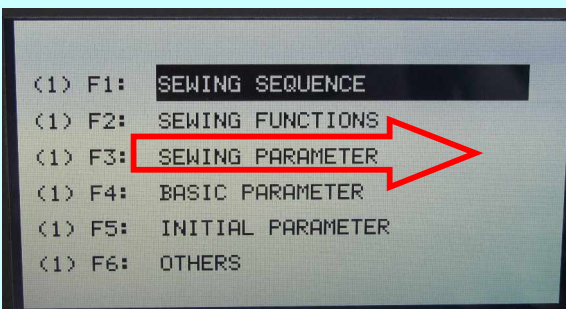 (1) F1: SEWING SEQUENCE
(1) F2: SEWING FUNCTIONS
(1) F3: SEWING PARAMETER
(1) F4: BASIC PARAMETER
(1) F5: INITIAL PARAMETER
(1) F6: OTHERS